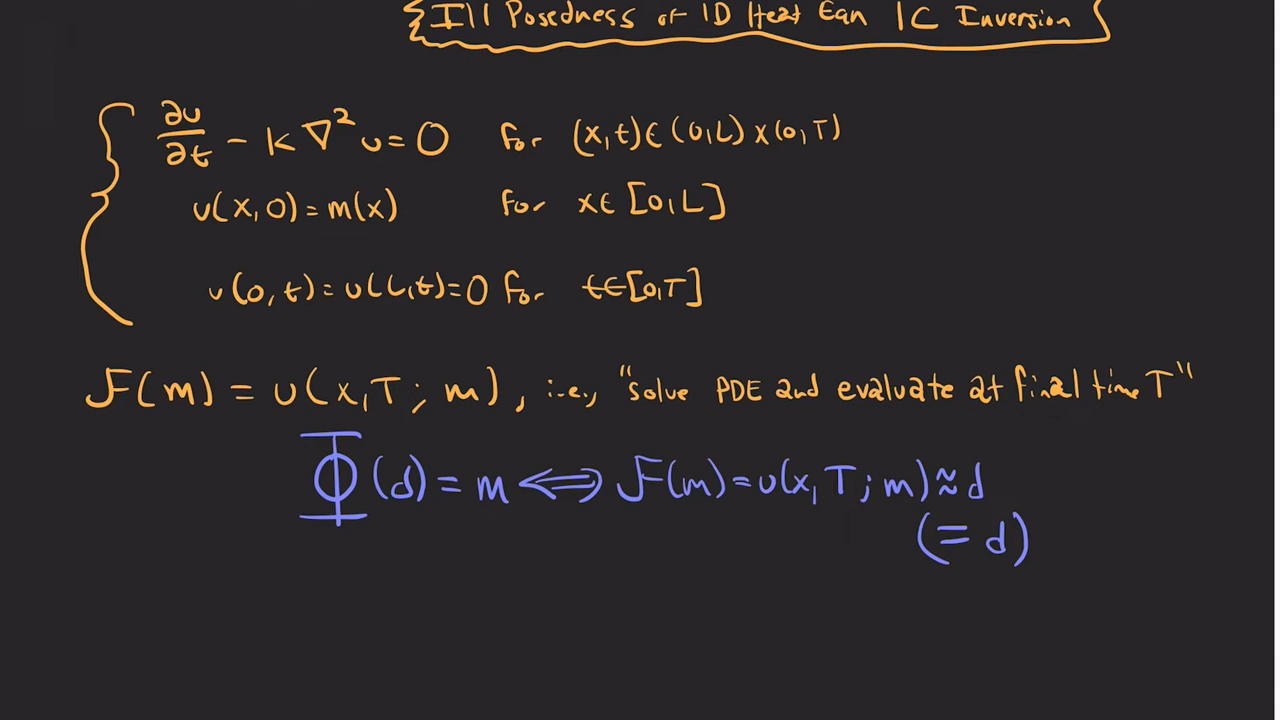 Ill Posedness of 1D Heat Eqn IC Inversion
∂u/∂t - k∇²u = 0 for (x,t)∈(0,L)×(0,T)
u(x,0)=m(x) for x∈[0,L]
u(0,t)=u(L,t)=0 for t∈[0,T]
F(m) = u(x,T;m), i.e., "solve PDE and evaluate at final time T"
Φ(d) = m ⟺ F(m)=u(x,T;m)≈d
(= d)